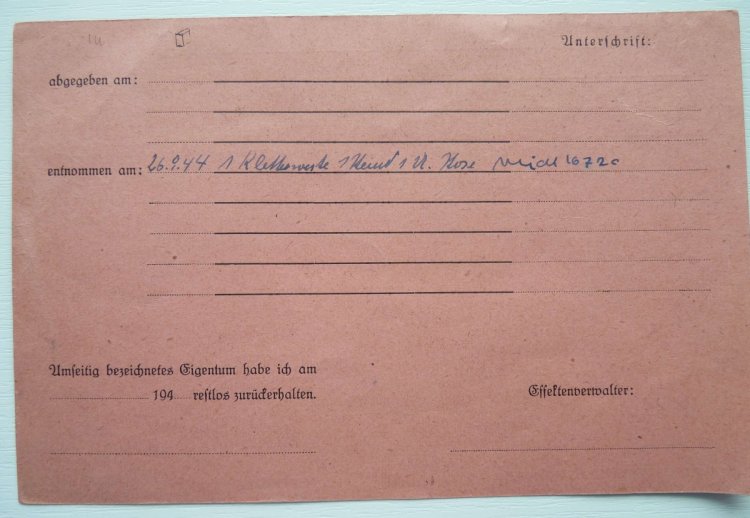 Unterschrift:
abgegeben am:
entnommen am: 26.9.44 1 Kletterweste 1 Hemd 1 U. Hose
Umseitig bezeichnetes Eigentum habe ich am
194 restlos zurückerhalten.
Effektenverwalter: